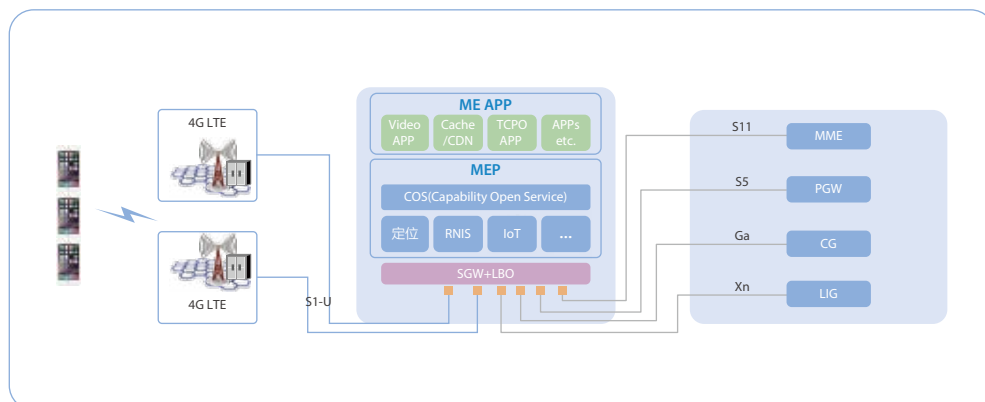 4G LTE
4G LTE
S1-U
ME APP
Video
APP
Cache
/CDN
TCPO
APP
APPs
etc.
MEP
COS(Capability Open Service)
定位
RNIS
IoT
...
SGW+LBO
S11
MME
S5
PGW
Ga
CG
Xn
LIG